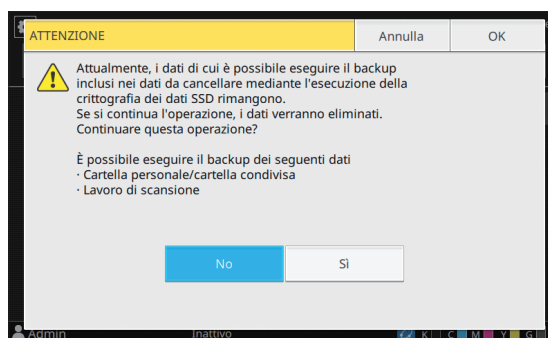 ATTENZIONE
Annulla
OK
Attualmente, i dati di cui è possibile eseguire il backup
inclusi nei dati da cancellare mediante l'esecuzione della
crittografia dei dati SSD rimangono.
Se si continua l'operazione, i dati verranno eliminati.
Continuare questa operazione?
È possibile eseguire il backup dei seguenti dati
· Cartella personale/cartella condivisa
· Lavoro di scansione
No
Sì
Admin
Inattivo
K C M Y G